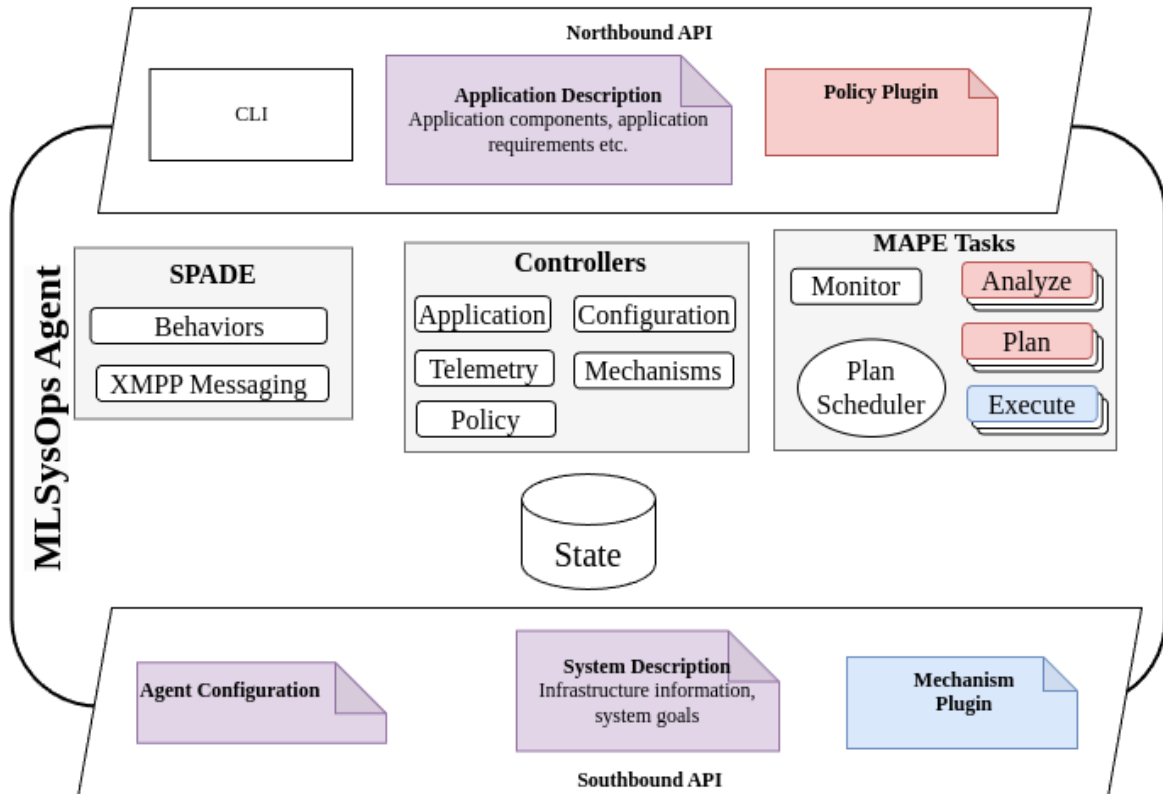 Northbound API
CLI
Application Description
Application components, application
requirements etc.
Policy Plugin
MLSysOps Agent
SPADE
Behaviors
XMPP Messaging
Controllers
Application
Configuration
Telemetry
Mechanisms
Policy
MAPE Tasks
Monitor
Analyze
Plan
Scheduler
Plan
Execute
State
Agent Configuration
System Description
Infrastructure information,
system goals
Mechanism
Plugin
Southbound API